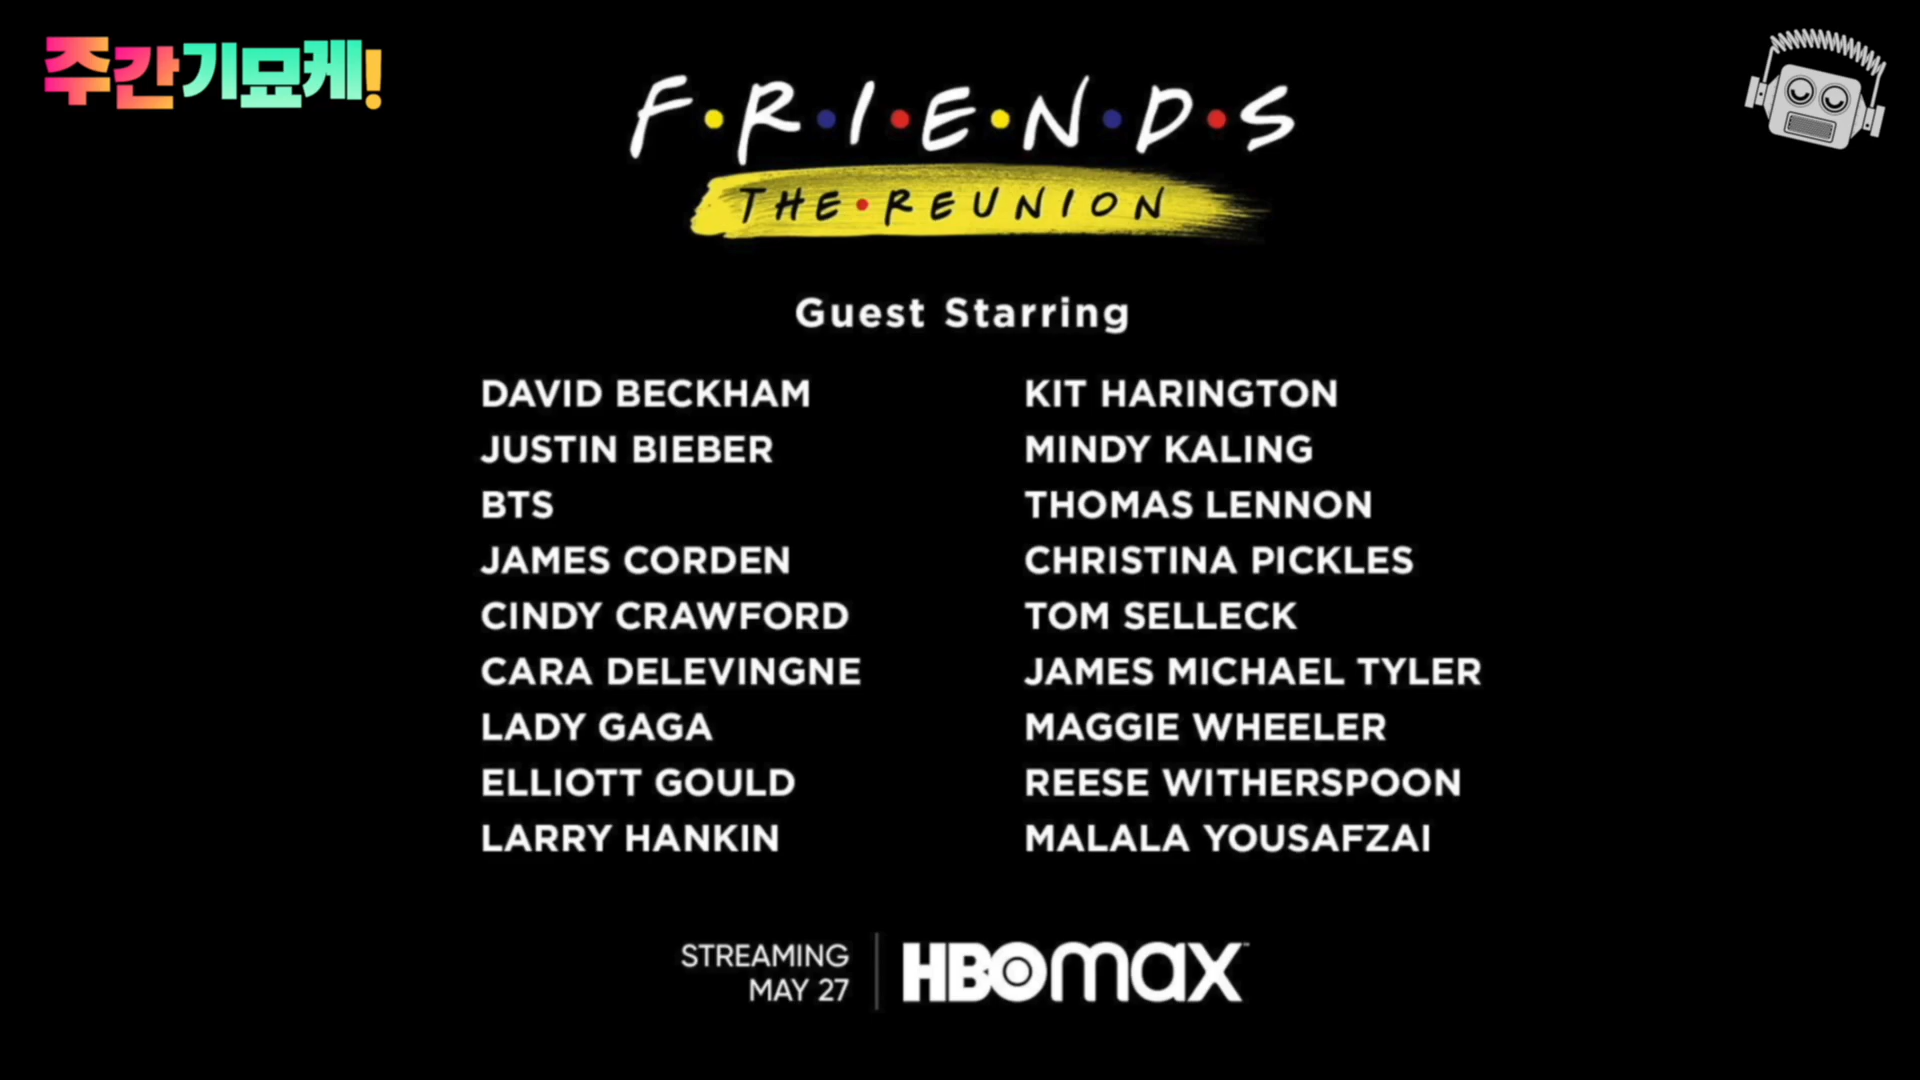 주간기묘케!
F·R·I·E·N·D·S
THE·REUNION
Guest Starring
DAVID BECKHAM
JUSTIN BIEBER
BTS
JAMES CORDEN
CINDY CRAWFORD
CARA DELEVINGNE
LADY GAGA
ELLIOTT GOULD
LARRY HANKIN
KIT HARINGTON
MINDY KALING
THOMAS LENNON
CHRISTINA PICKLES
TOM SELLECK
JAMES MICHAEL TYLER
MAGGIE WHEELER
REESE WITHERSPOON
MALALA YOUSAFZAI
STREAMING
MAY 27
HBOmax™